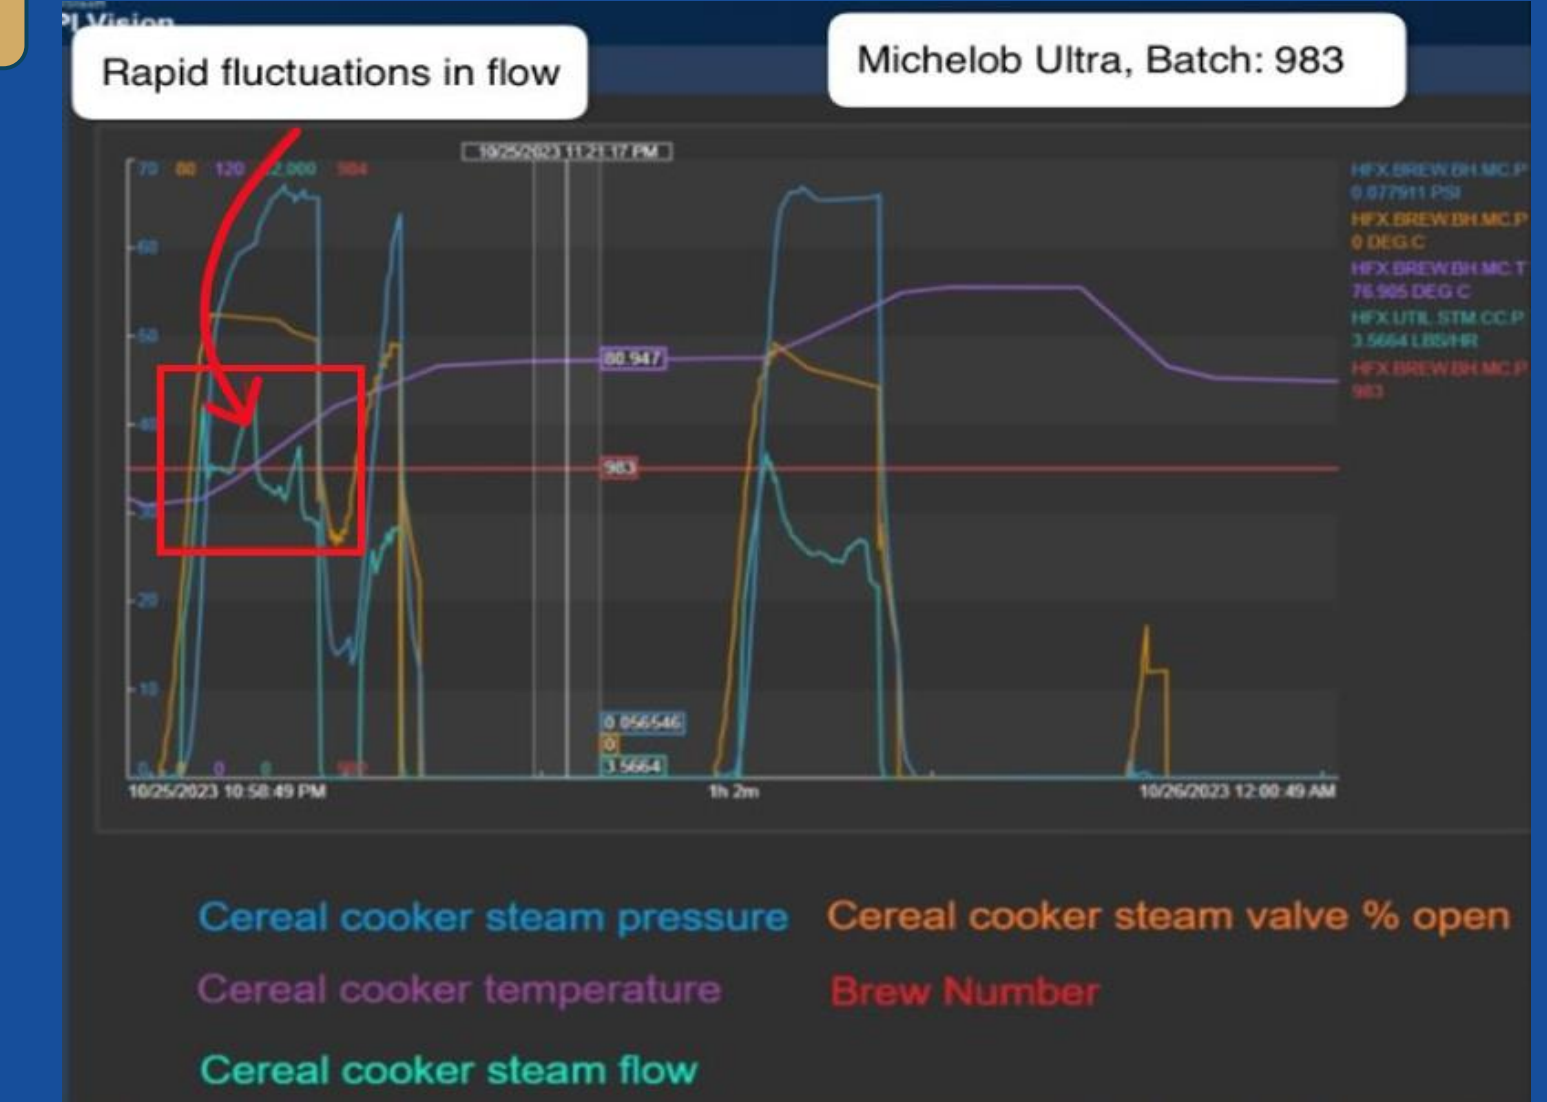 PI Vision
Rapid fluctuations in flow
Michelob Ultra, Batch: 983
10/25/2023 11:21:17 PM
70 80 120 2,000 984
60
50
40
30
20
10
0 0 0
HFX.BREW.BH.MC.P
0.077911 PSI
HFX.BREW.BH.MC.P
0 DEG C
HFX.BREW.BH.MC.T
76.905 DEG C
HFX.UTIL.STM.CC.P
3.5664 LBS/HR
HFX.BREW.BH.MC.P
983
80.947
983
0.056546
0
3.5664
10/25/2023 10:58:49 PM
1h 2m
10/26/2023 12:00:49 AM
Cereal cooker steam pressure
Cereal cooker steam valve % open
Cereal cooker temperature
Brew Number
Cereal cooker steam flow